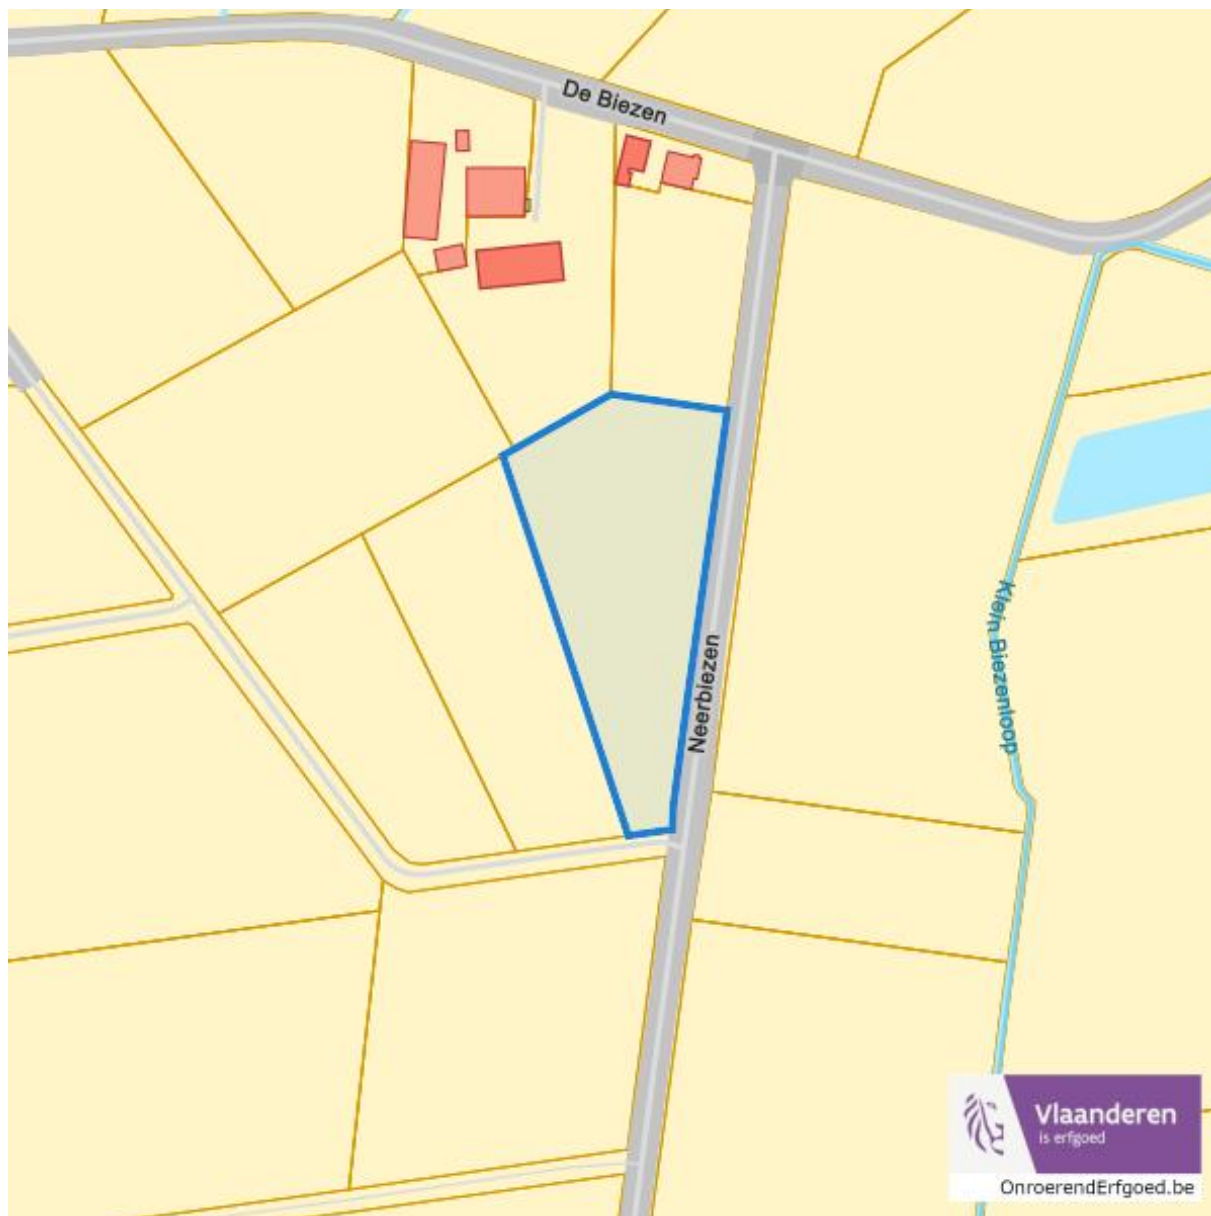 De Biezen
Neerbiezen
Klein Biezenloop
Vlaanderen
is erfgoed
OnroerendErfgoed.be